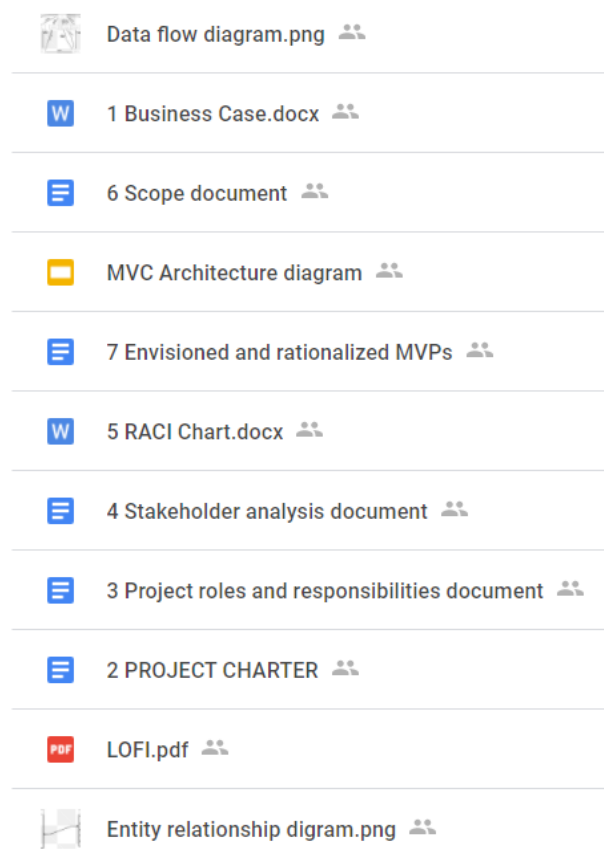 Data flow diagram.png
W 1 Business Case.docx
6 Scope document
MVC Architecture diagram
7 Envisioned and rationalized MVPs
W 5 RACI Chart.docx
4 Stakeholder analysis document
3 Project roles and responsibilities document
2 PROJECT CHARTER
PDF LOFI.pdf
Entity relationship digram.png